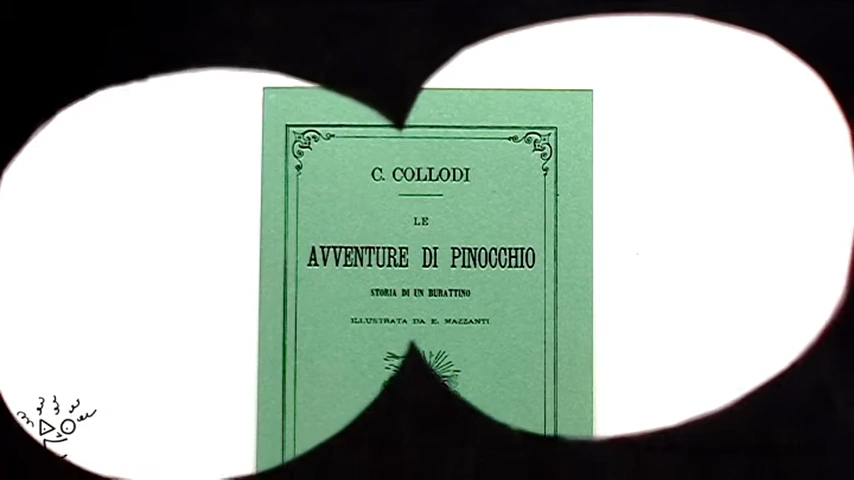 C. COLLODI
LE
AVVENTURE DI PINOCCHIO
STORIA DI UN BURATTINO
ILLUSTRATA DA E. MAZZANTI